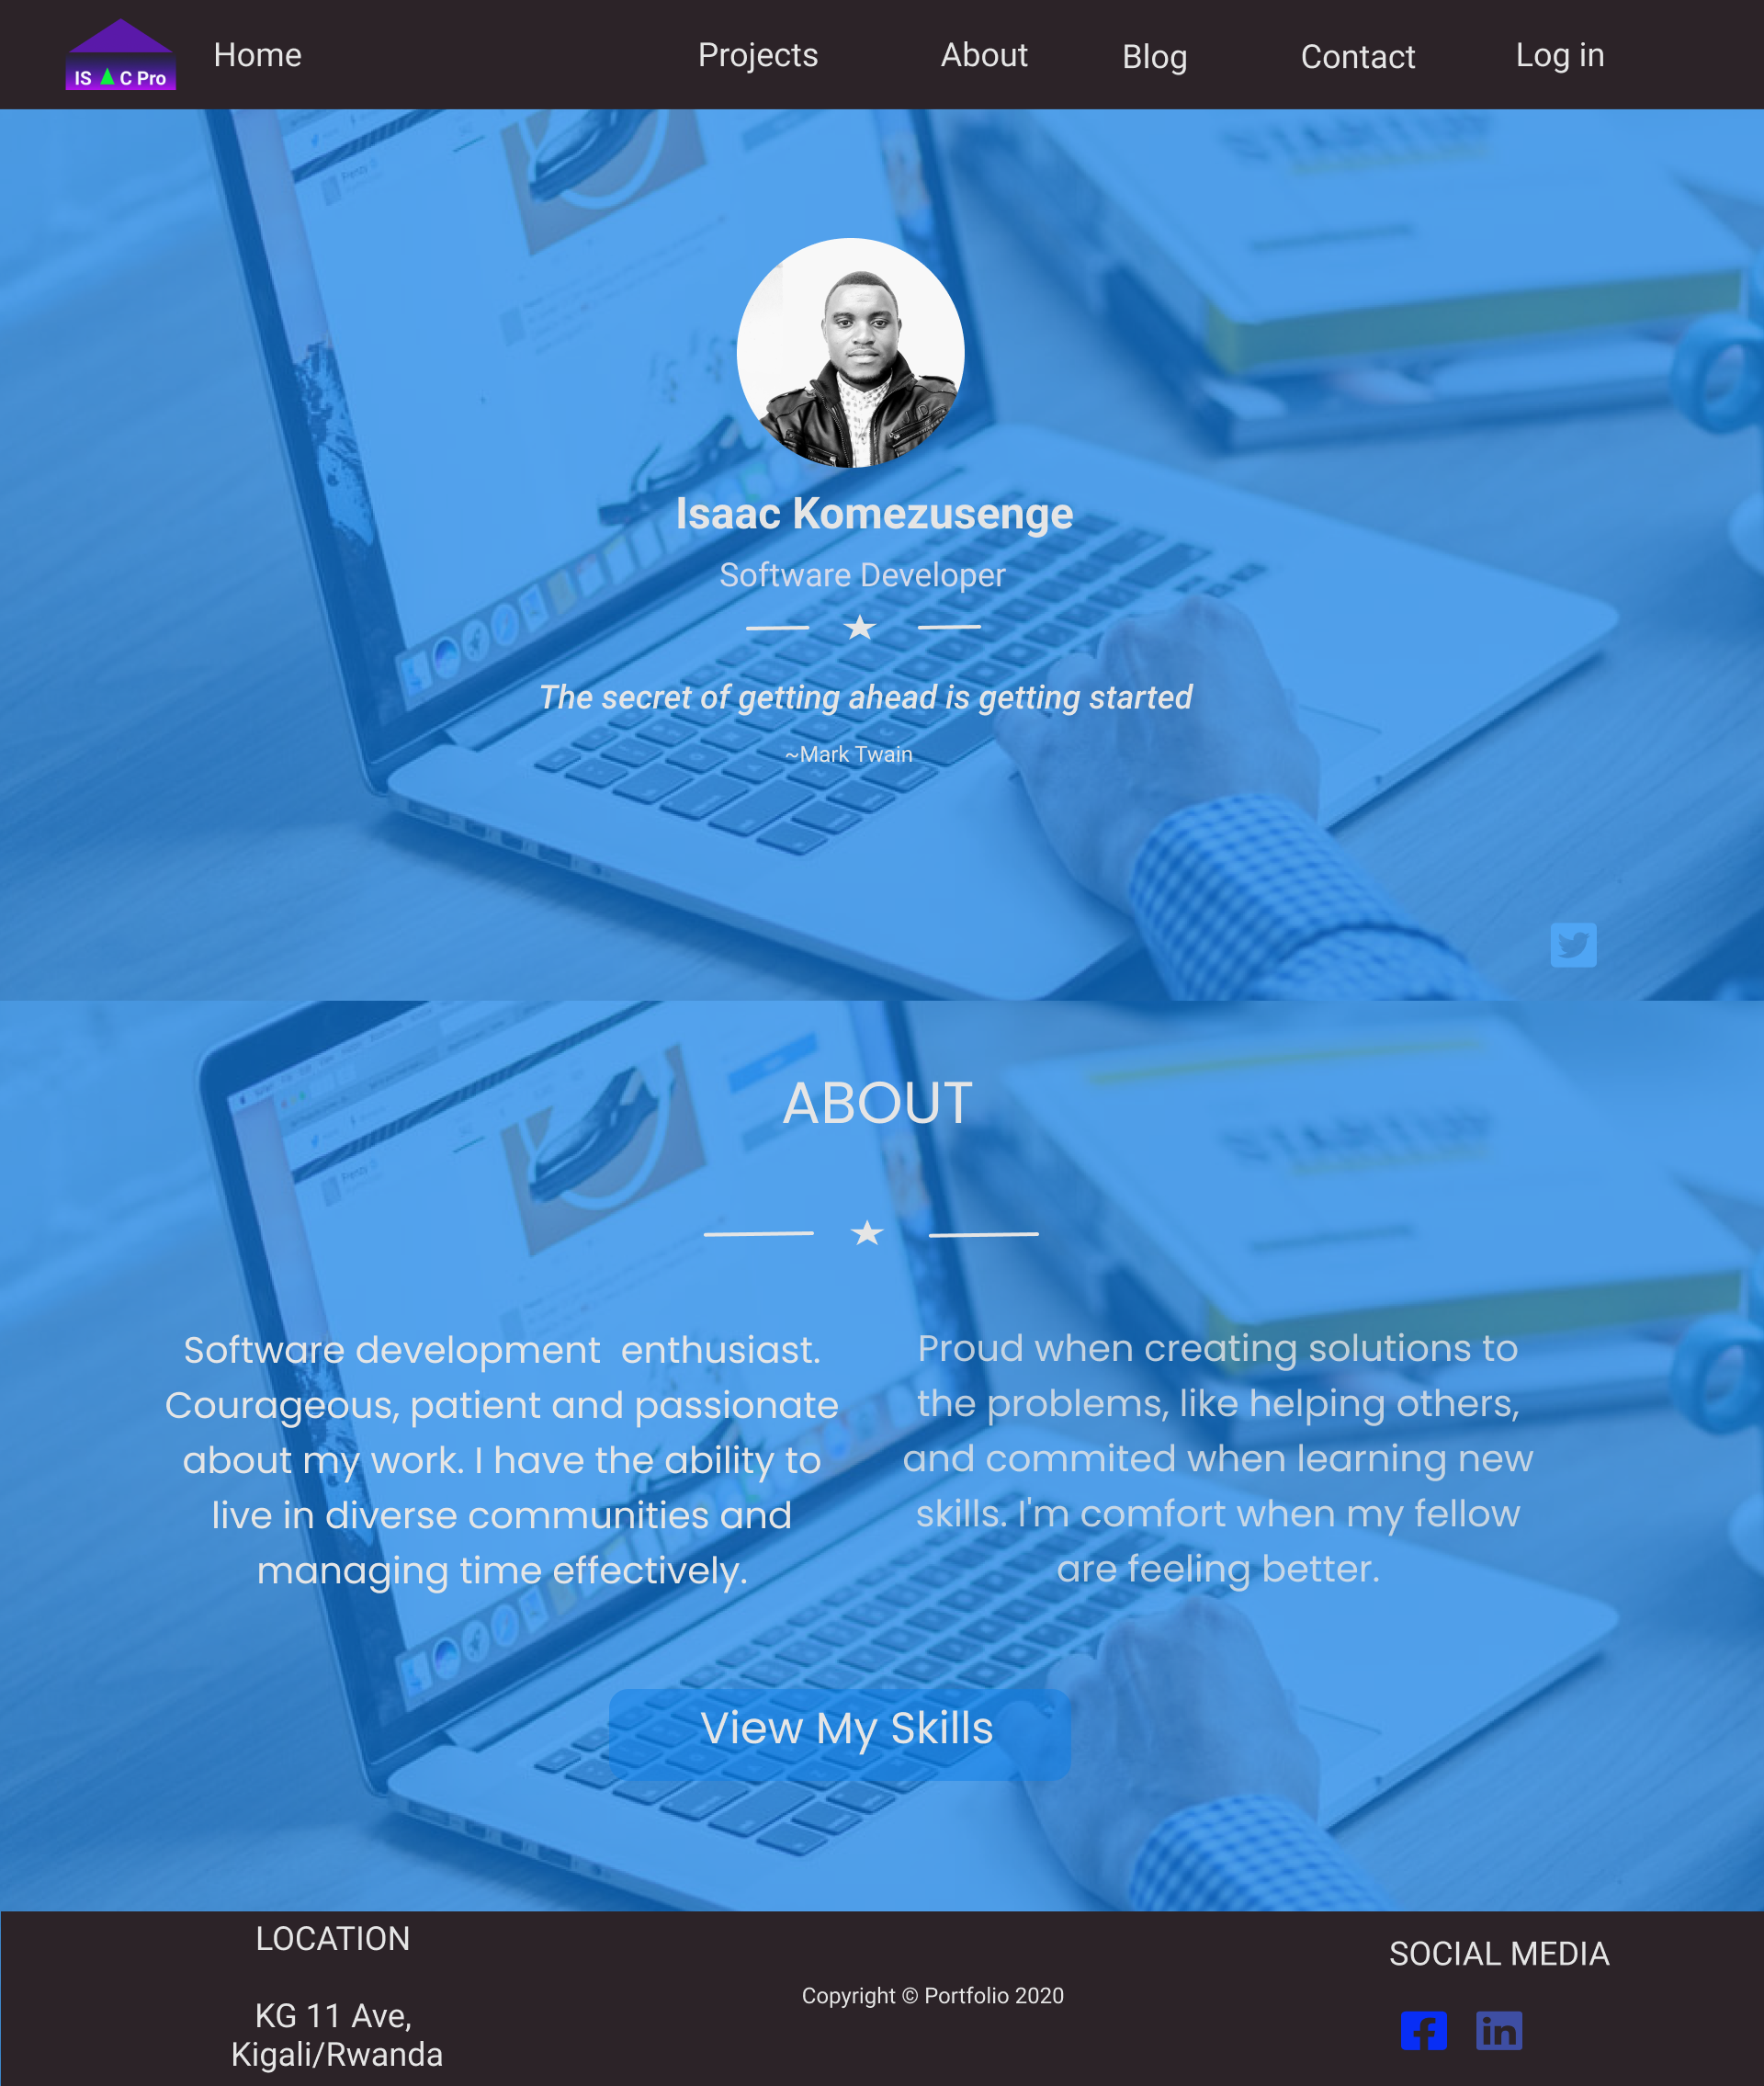 IS C Pro
Home
Projects
About
Blog
Contact
Log in
STARTUP
Frenzy
Isaac Komezusenge
Software Developer
The secret of getting ahead is getting started
~Mark Twain
ABOUT
STARTUP
Frenzy
Software development enthusiast.
Courageous, patient and passionate
about my work. I have the ability to
live in diverse communities and
managing time effectively.
Proud when creating solutions to
the problems, like helping others,
and commited when learning new
skills. I'm comfort when my fellow
are feeling better.
View My Skills
LOCATION
KG 11 Ave,
Kigali/Rwanda
Copyright © Portfolio 2020
SOCIAL MEDIA